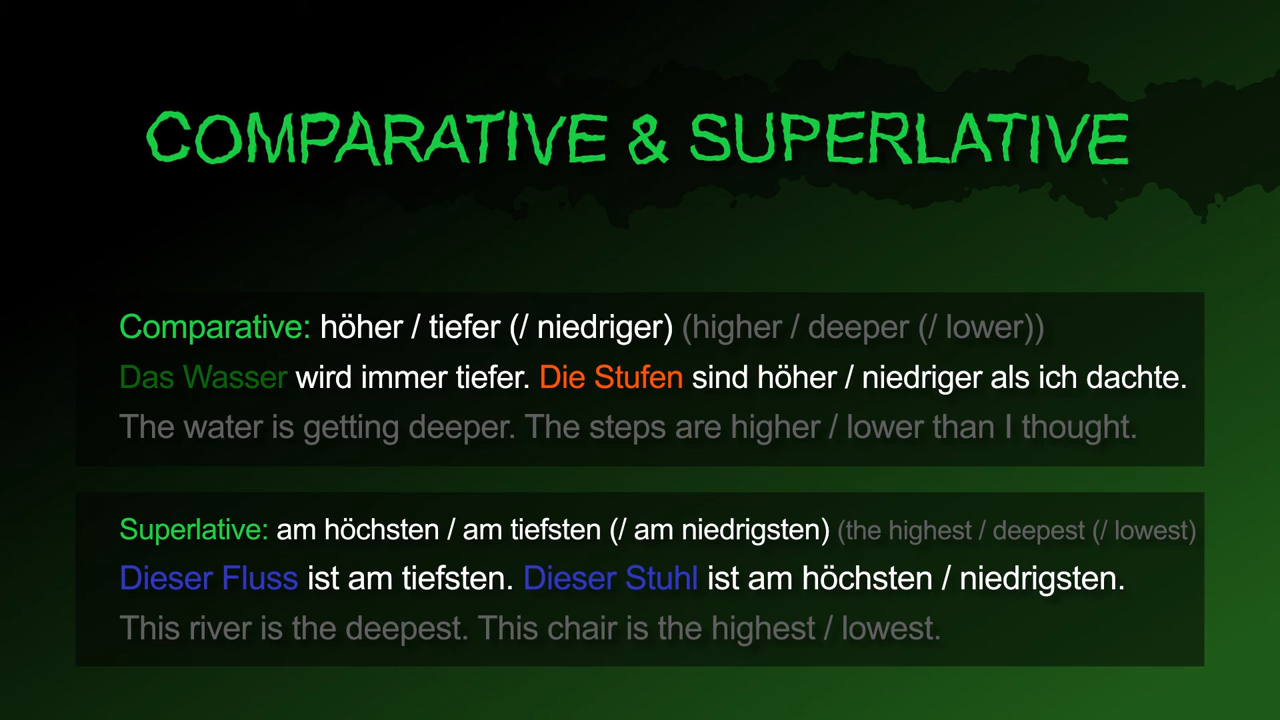 COMPARATIVE & SUPERLATIVE
Comparative: höher / tiefer (/ niedriger) (higher / deeper (/ lower))
Das Wasser wird immer tiefer. Die Stufen sind höher / niedriger als ich dachte.
The water is getting deeper. The steps are higher / lower than I thought.
Superlative: am höchsten / am tiefsten (/ am niedrigsten) (the highest / deepest (/ lowest)
Dieser Fluss ist am tiefsten. Dieser Stuhl ist am höchsten / niedrigsten.
This river is the deepest. This chair is the highest / lowest.